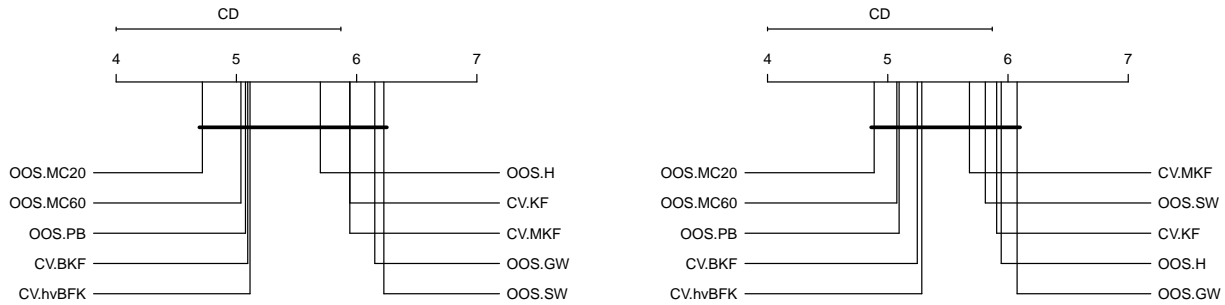 CD
4 5 6 7
OOS.MC20
OOS.MC60
OOS.PB
CV.BKF
CV.hvBFK
OOS.H
CV.KF
CV.MKF
OOS.GW
OOS.SW
CD
4 5 6 7
OOS.MC20
OOS.MC60
OOS.PB
CV.BKF
CV.hvBFK
CV.MKF
OOS.SW
CV.KF
OOS.H
OOS.GW